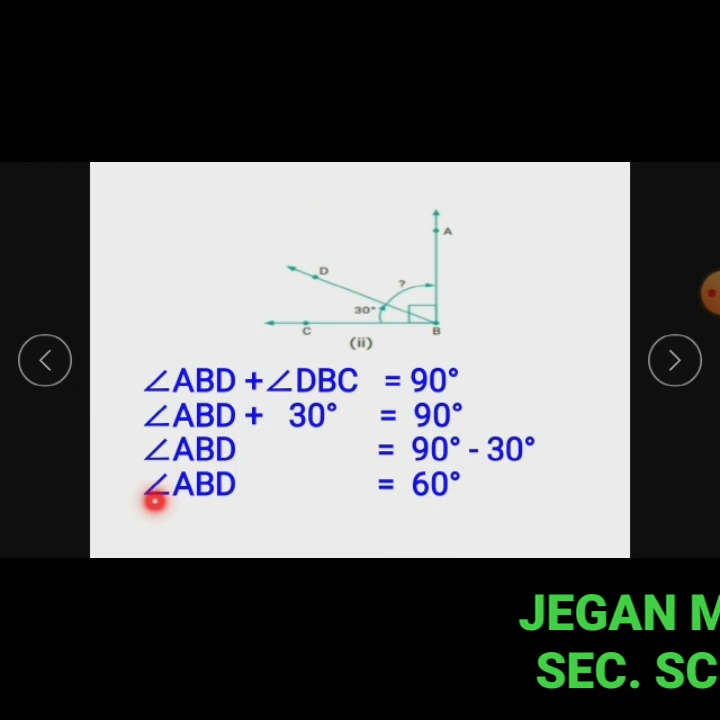 A
D
?
30°
C
B
(ii)
∠ABD + ∠DBC = 90°
∠ABD + 30° = 90°
∠ABD = 90° - 30°
∠ABD = 60°
JEGAN M
SEC. SC